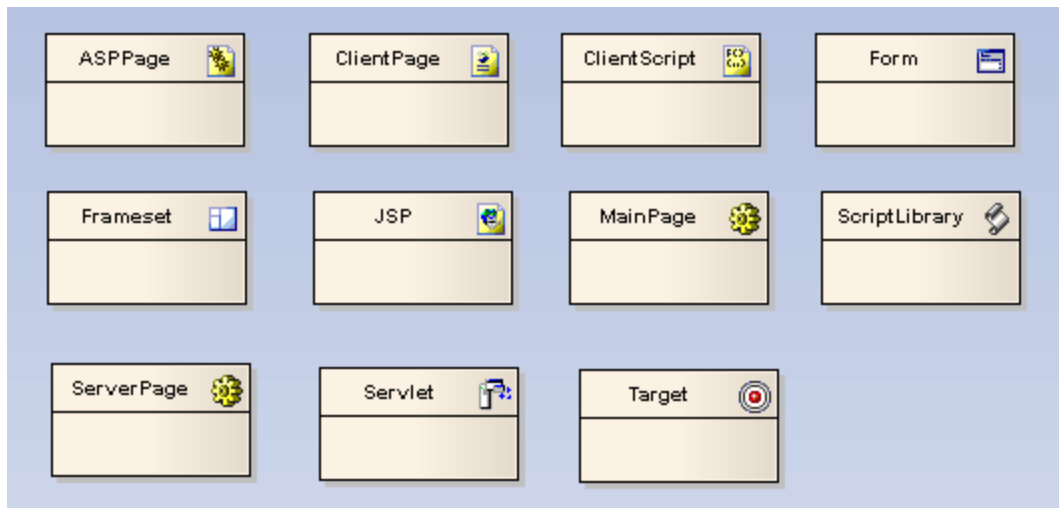 ASPPage
ClientPage
ClientScript
Form
Frameset
JSP
MainPage
ScriptLibrary
ServerPage
Servlet
Target